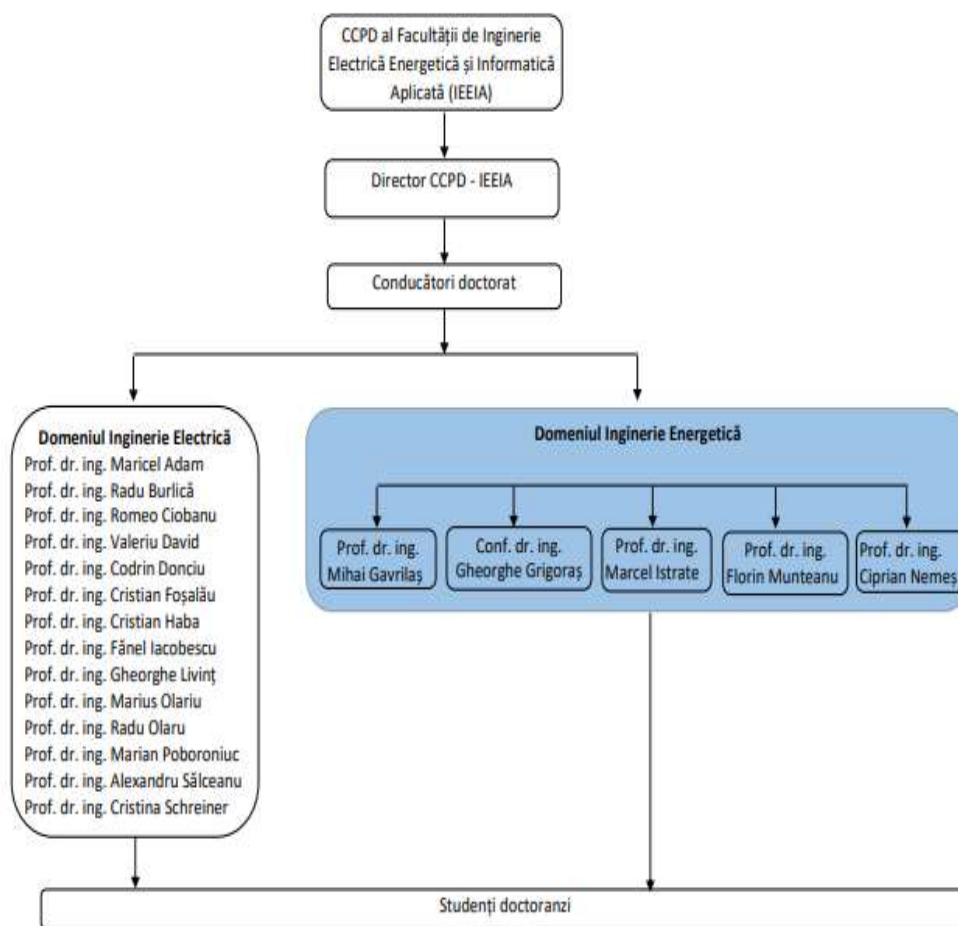 CCPD al Facultății de Inginerie
Electrică Energetică și Informatică
Aplicată (IEEIA)
Director CCPD - IEEIA
Conducători doctorat
Domeniul Inginerie Electrică
Prof. dr. ing. Maricel Adam
Prof. dr. ing. Radu Burlică
Prof. dr. ing. Romeo Ciobanu
Prof. dr. ing. Valeriu David
Prof. dr. ing. Codrin Donciu
Prof. dr. ing. Cristian Foșalău
Prof. dr. ing. Cristian Haba
Prof. dr. ing. Fănel Iacobescu
Prof. dr. ing. Gheorghe Livinț
Prof. dr. ing. Marius Olariu
Prof. dr. ing. Radu Olaru
Prof. dr. ing. Marian Poboroniuc
Prof. dr. ing. Alexandru Sălceanu
Prof. dr. ing. Cristina Schreiner
Domeniul Inginerie Energetică
Prof. dr. ing.
Mihai Gavrilaș
Conf. dr. ing.
Gheorghe Grigoraș
Prof. dr. ing.
Marcel Istrate
Prof. dr. ing.
Florin Munteanu
Prof. dr. ing.
Ciprian Nemeș
Studenți doctoranzi